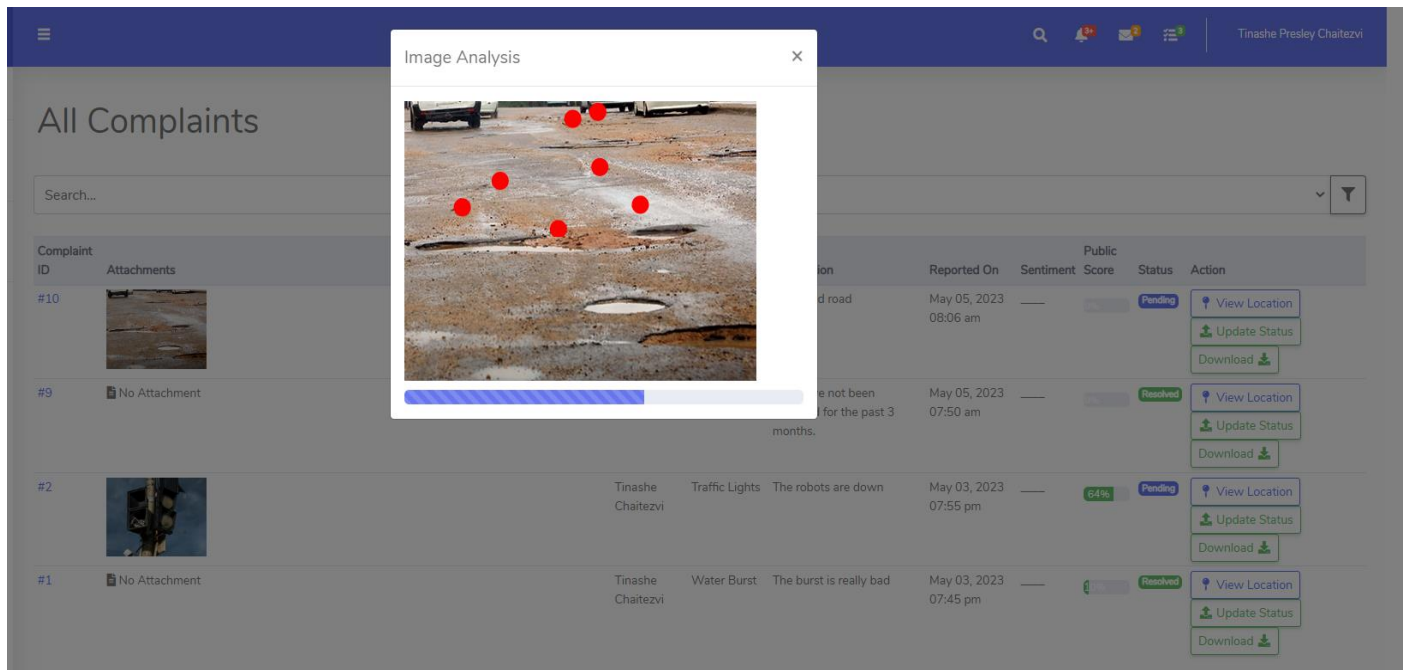 3+
2
3
Tinashe Presley Chaitezvi
Image Analysis
×
All Complaints
Search...
Complaint
ID
Attachments
Reported On
Sentiment
Public
Score
Status
Action
#10
d road
May 05, 2023
08:06 am
Pending
View Location
Update Status
Download
#9
No Attachment
e not been
for the past 3
months.
May 05, 2023
07:50 am
Resolved
View Location
Update Status
Download
#2
Tinashe
Chaitezvi
Traffic Lights
The robots are down
May 03, 2023
07:55 pm
64%
Pending
View Location
Update Status
Download
#1
No Attachment
Tinashe
Chaitezvi
Water Burst
The burst is really bad
May 03, 2023
07:45 pm
Resolved
View Location
Update Status
Download